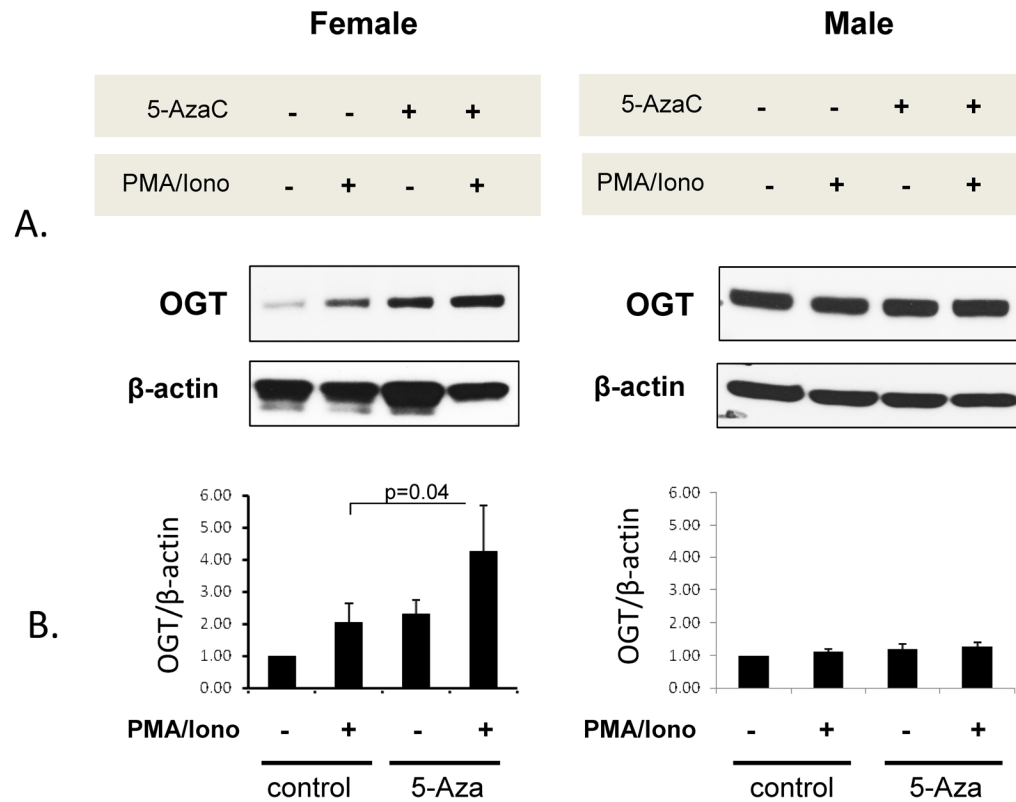 Female Male
5-AzaC - - + + 5-AzaC - - + +
PMA/Iono - + - + PMA/Iono - + - +
A.
OGT OGT
β-actin β-actin
B.
OGT/β-actin
6.00
5.00
4.00
3.00
2.00
1.00
0.00
p=0.04
PMA/Iono - + - +
control 5-Aza
OGT/β-actin
6.00
5.00
4.00
3.00
2.00
1.00
0.00
PMA/Iono - + - +
control 5-Aza